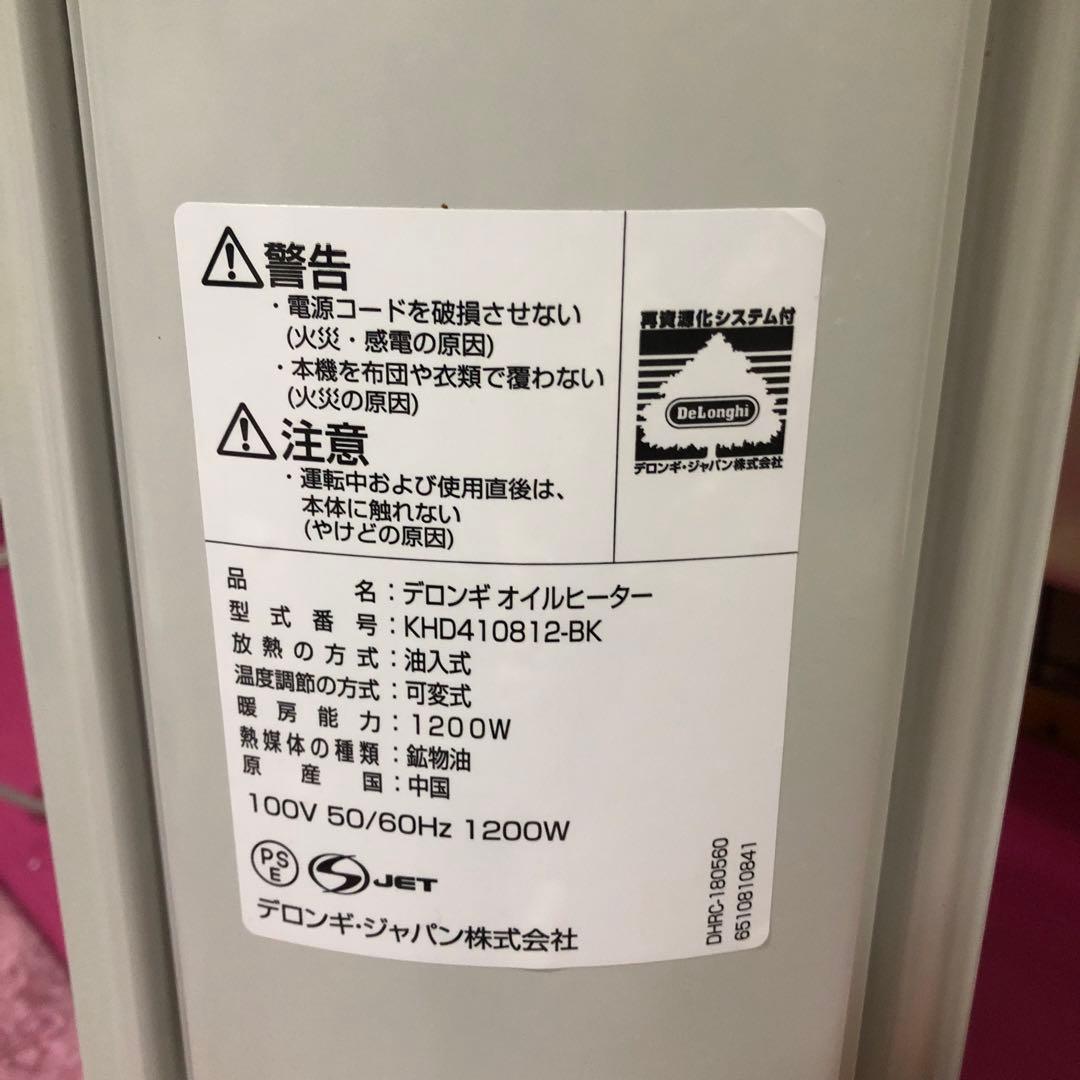 警告
・電源コードを破損させない
(火災・感電の原因)
・本機を布団や衣類で覆わない
(火災の原因)
注意
・運転中および使用直後は、
本体に触れない
(やけどの原因)
再資源化システム付
DeLonghi
デロンギ・ジャパン株式会社
品名:デロンギ オイルヒーター
型式番号:KHD410812-BK
放熱の方式:油入式
温度調節の方式:可変式
暖房能力:1200W
熱媒体の種類:鉱物油
原産国:中国
100V 50/60Hz 1200W
PSE
JET
デロンギ・ジャパン株式会社
DHRC-180560
6510810841